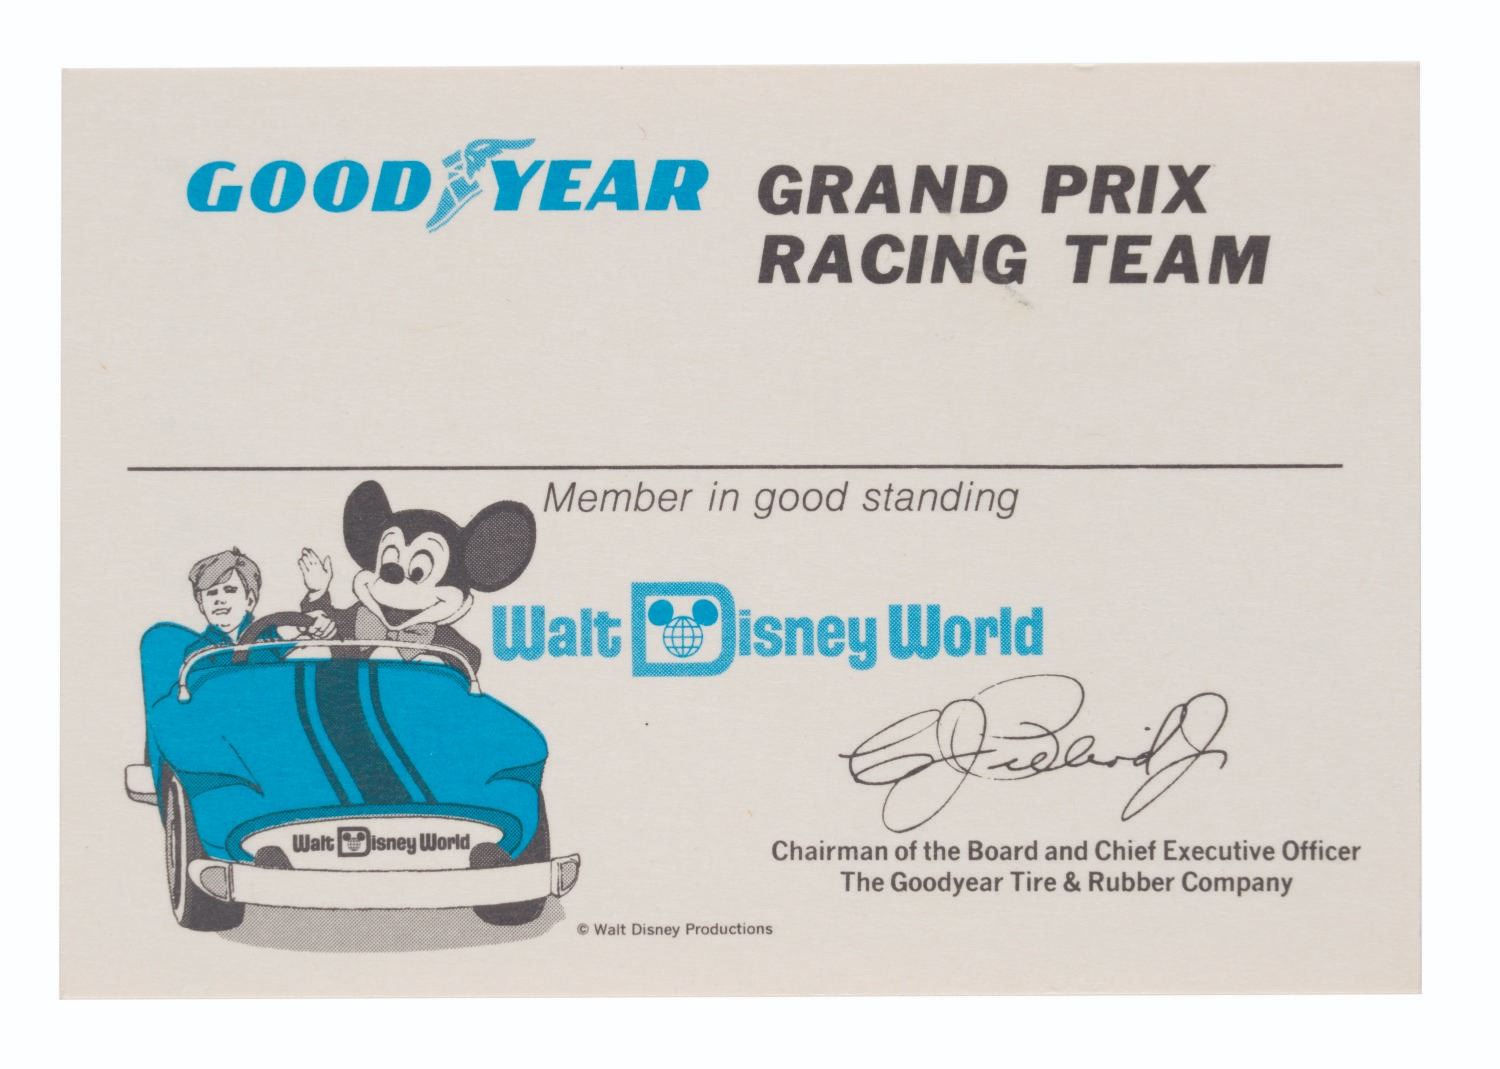 GOODYEAR
GRAND PRIX
RACING TEAM
Member in good standing
Walt Disney World
Walt Disney World
Chairman of the Board and Chief Executive Officer
The Goodyear Tire & Rubber Company
© Walt Disney Productions